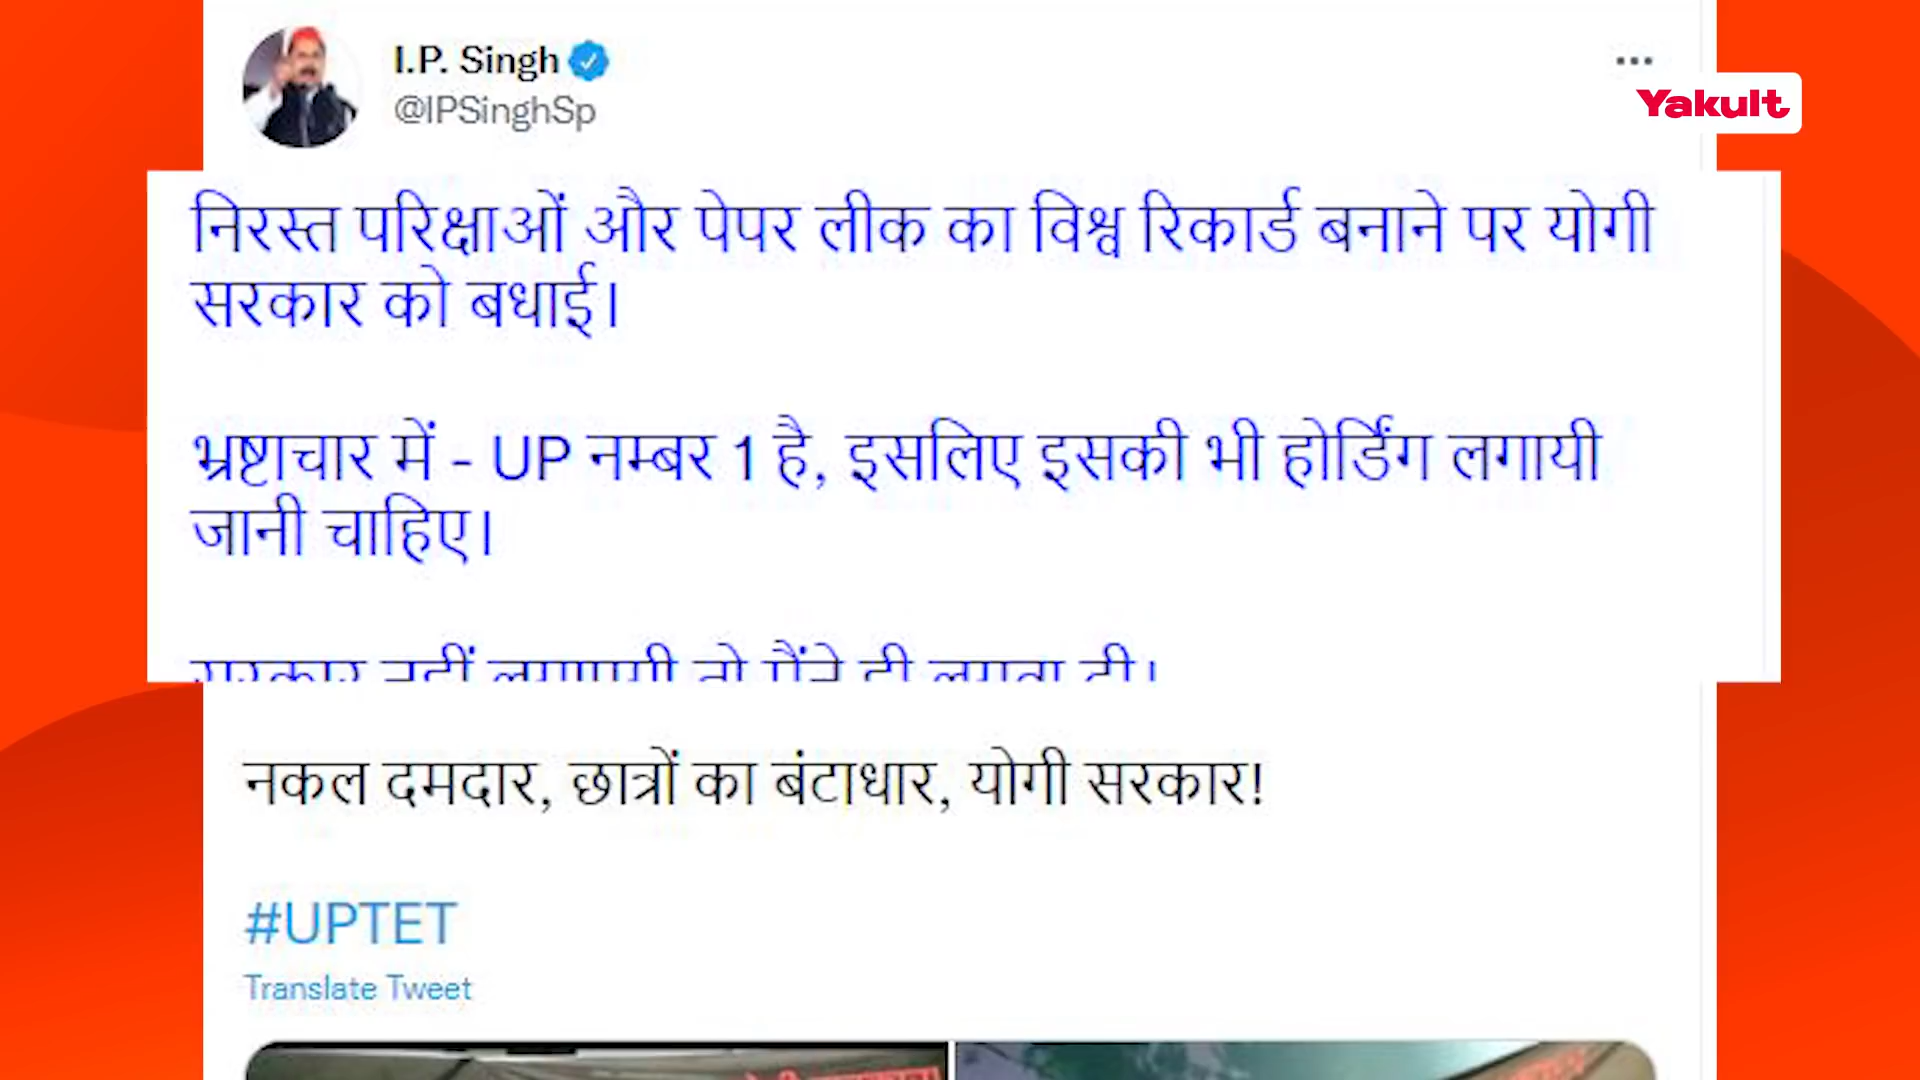 I.P. Singh
@IPSinghSp
Yakult
निरस्त परिक्षाओं और पेपर लीक का विश्व रिकार्ड बनाने पर योगी
सरकार को बधाई।
भ्रष्टाचार में - UP नम्बर 1 है, इसलिए इसकी भी होर्डिंग लगायी
जानी चाहिए।
नकल दमदार, छात्रों का बंटाधार, योगी सरकार!
#UPTET
Translate Tweet